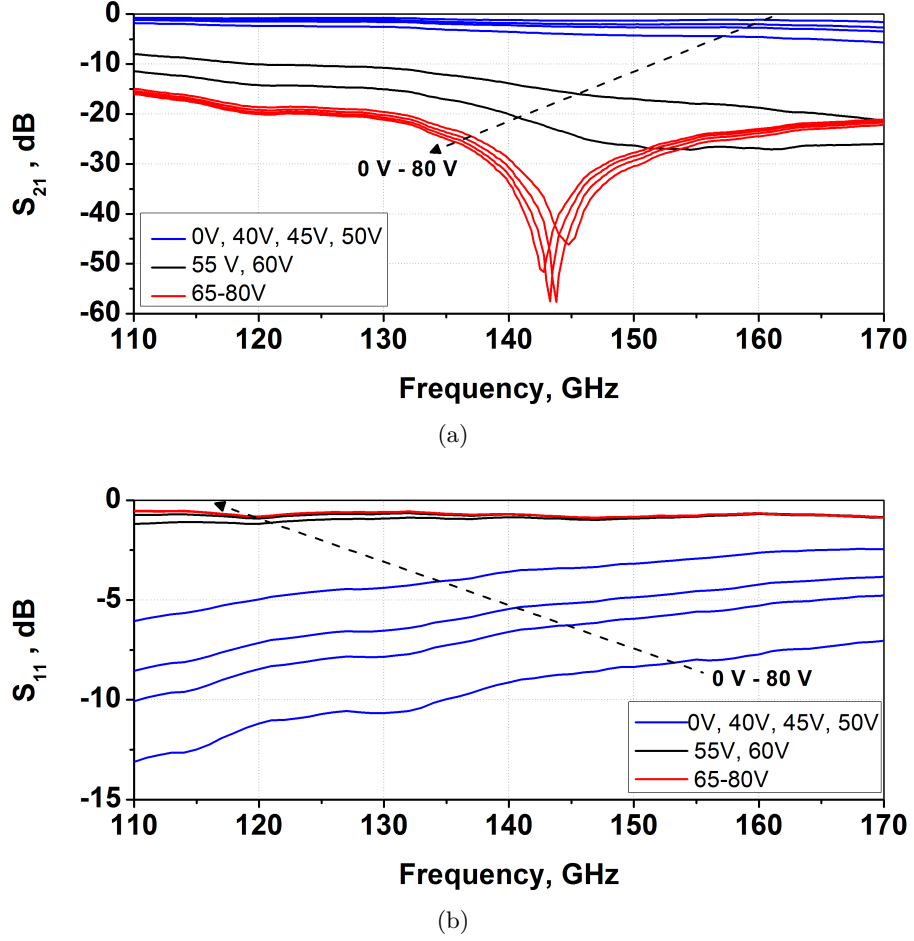 (a)
S21 , dB
0
-10
-20
-30
-40
-50
-60
0 V - 80 V
0V, 40V, 45V, 50V
55 V, 60V
65-80V
110 120 130 140 150 160 170
Frequency, GHz
(a)
S11 , dB
0
-5
-10
-15
0 V - 80 V
0V, 40V, 45V, 50V
55V, 60V
65-80V
110 120 130 140 150 160 170
Frequency, GHz
(b)